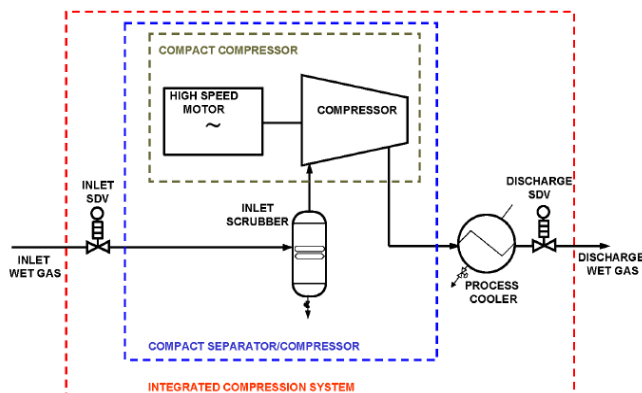 COMPACT COMPRESSOR
HIGH SPEED
MOTOR
~
COMPRESSOR
INLET
SDV
INLET
SCRUBBER
DISCHARGE
SDV
INLET
WET GAS
PROCESS
COOLER
DISCHARGE
WET GAS
COMPACT SEPARATOR/COMPRESSOR
INTEGRATED COMPRESSION SYSTEM